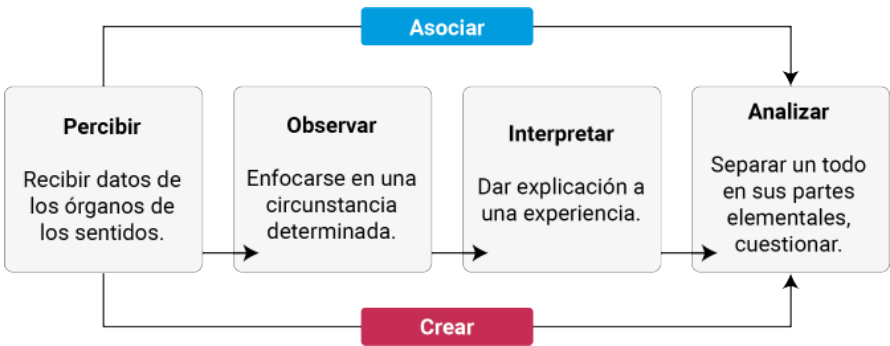 Asociar
Percibir
Recibir datos de
los órganos de
los sentidos.
Observar
Enfocarse en una
circunstancia
determinada.
Interpretar
Dar explicación a
una experiencia.
Analizar
Separar un todo
en sus partes
elementales,
cuestionar.
Crear